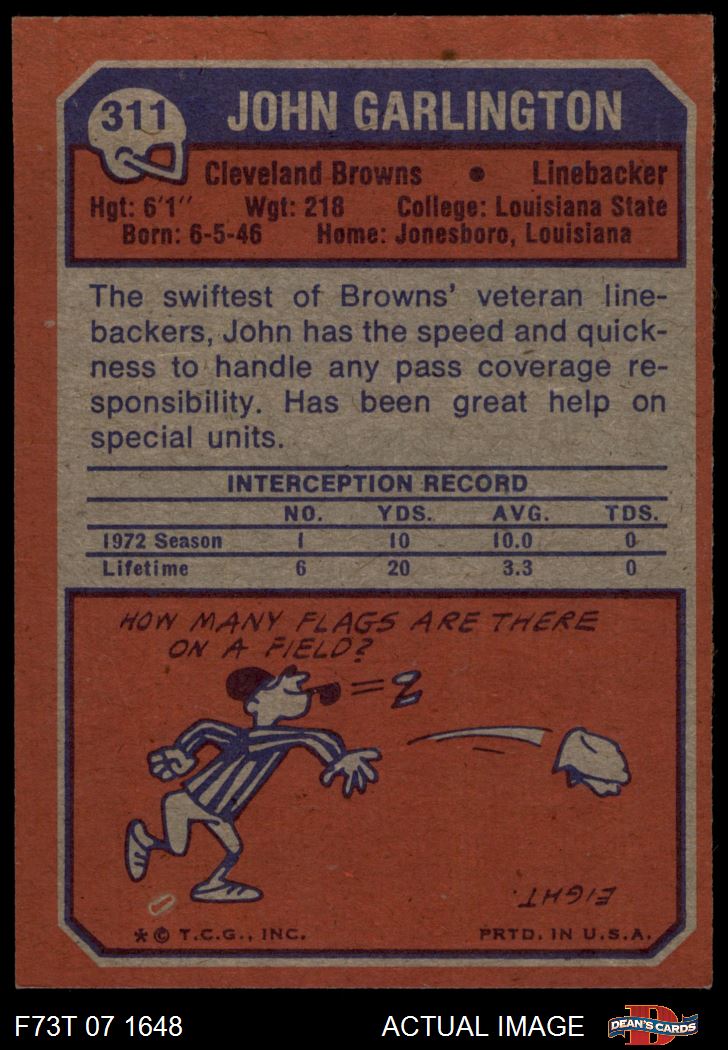 311 JOHN GARLINGTON
Cleveland Browns • Linebacker
Hgt: 6'1" Wgt: 218 College: Louisiana State
Born: 6-5-46 Home: Jonesboro, Louisiana
The swiftest of Browns' veteran line-
backers, John has the speed and quick-
ness to handle any pass coverage re-
sponsibility. Has been great help on
special units.
INTERCEPTION RECORD
NO. YDS. AVG. TDS.
1972 Season 1 10 10.0 0
Lifetime 6 20 3.3 0
HOW MANY FLAGS ARE THERE
ON A FIELD?
= Z
EIGHT.
* © T.C.G., INC. PRTD. IN U.S.A.
F73T 07 1648 ACTUAL IMAGE DEAN'S CARDS